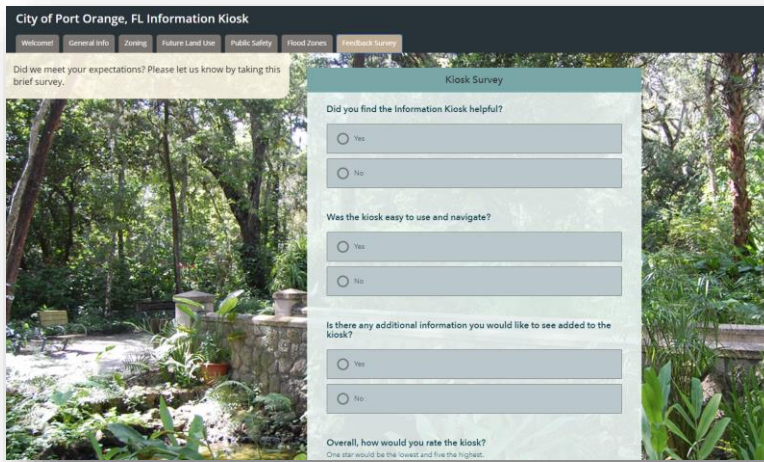 City of Port Orange, FL Information Kiosk
Welcome! General Info Zoning Future Land Use Public Safety Flood Zones Feedback Survey
Did we meet your expectations? Please let us know by taking this
brief survey.
Kiosk Survey
Did you find the Information Kiosk helpful?
Yes
No
Was the kiosk easy to use and navigate?
Yes
No
Is there any additional information you would like to see added to the
kiosk?
Yes
No
Overall, how would you rate the kiosk?
One star would be the lowest and five the highest.